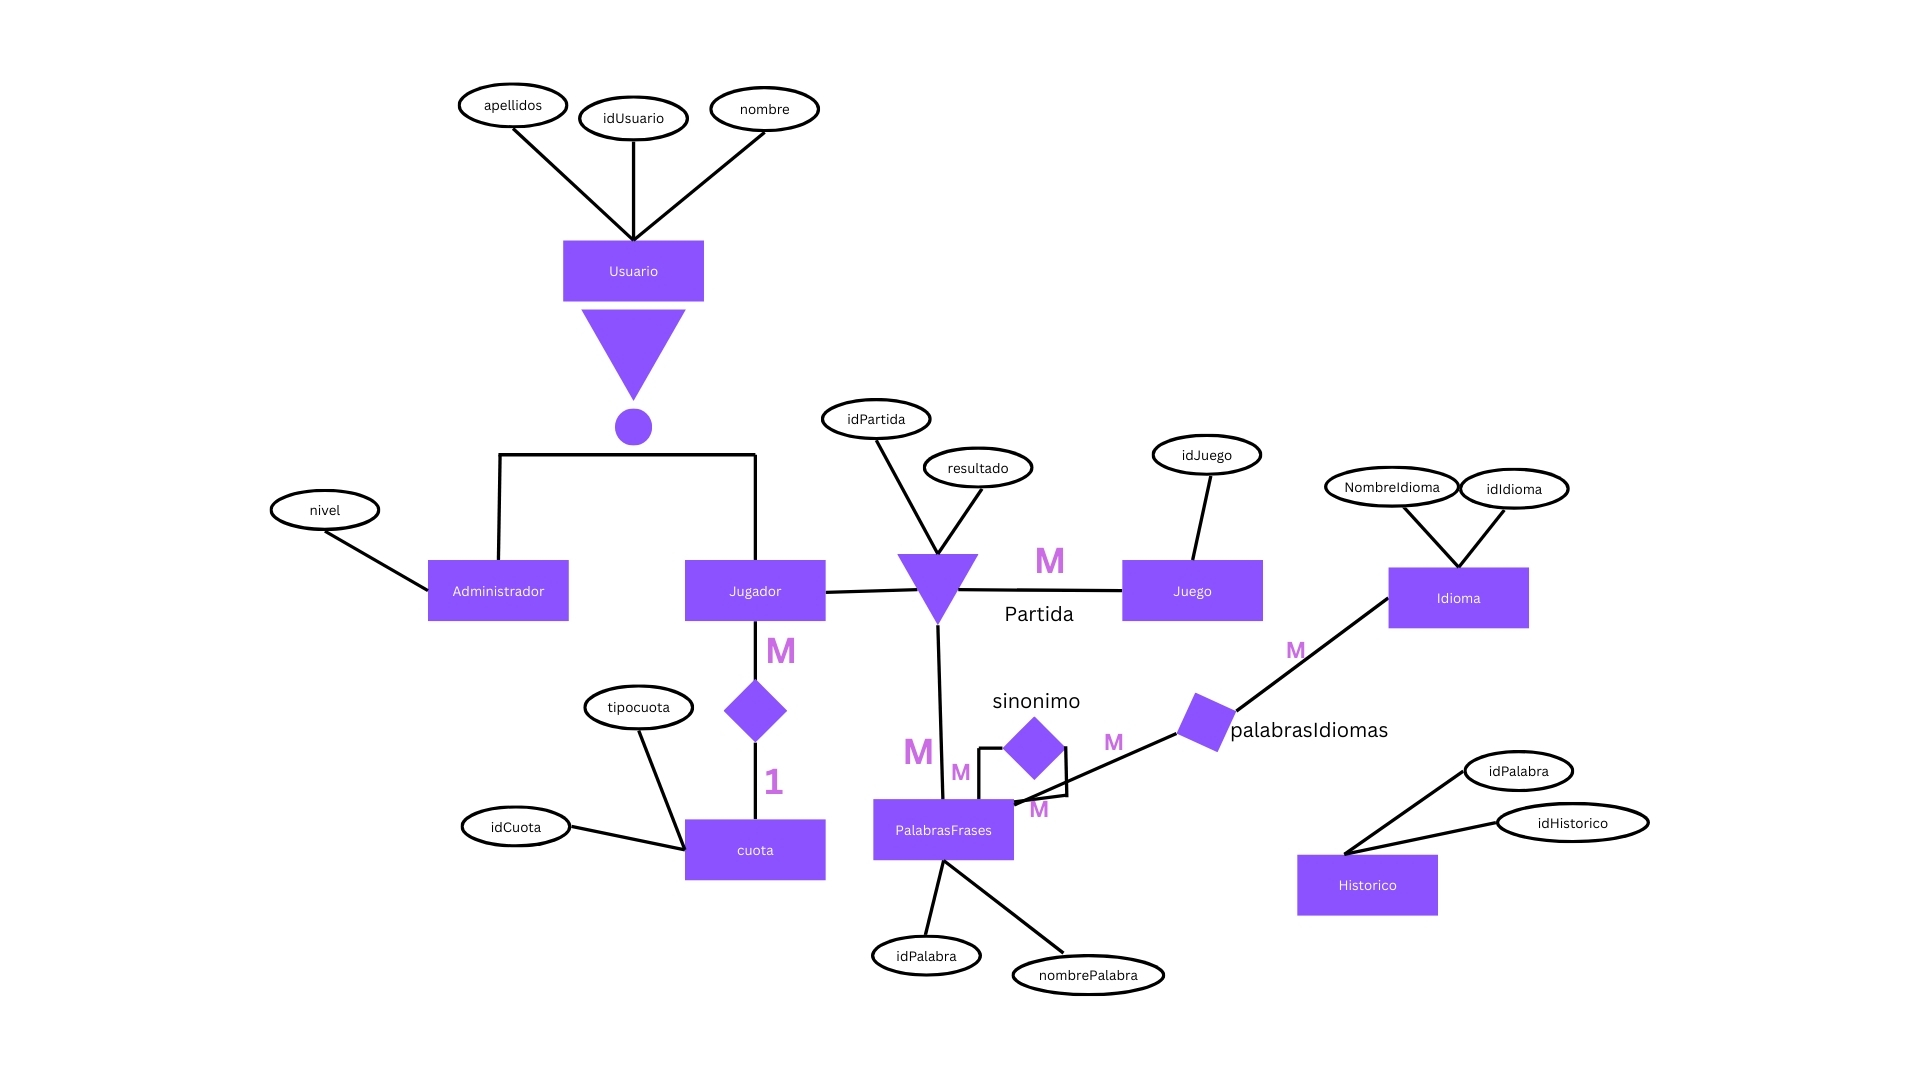 apellidos
idUsuario
nombre
Usuario
idPartida
resultado
idJuego
NombreIdioma
idIdioma
nivel
M
Administrador
Jugador
Juego
Idioma
Partida
M
M
sinonimo
tipocuota
palabrasIdiomas
M
M
M
1
M
idPalabra
idCuota
idHistorico
PalabrasFrases
cuota
Historico
idPalabra
nombrePalabra